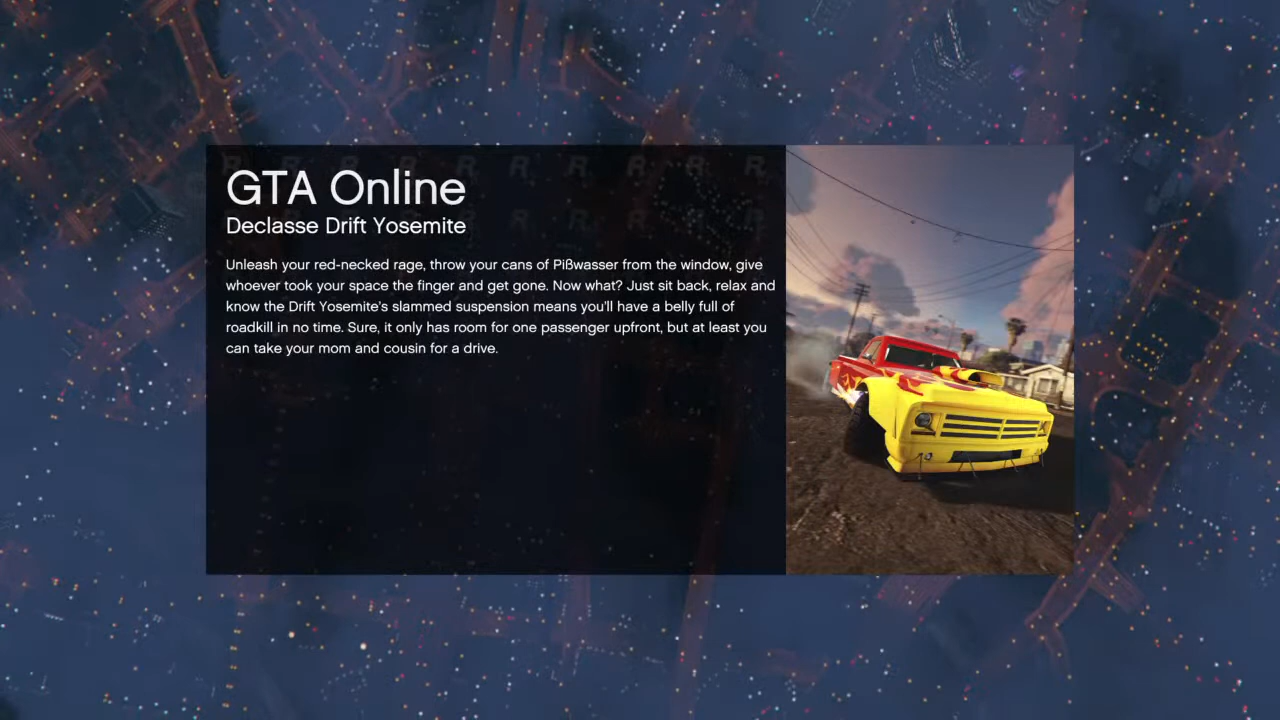 GTA Online
Declasse Drift Yosemite
Unleash your red-necked rage, throw your cans of Pißwasser from the window, give
whoever took your space the finger and get gone. Now what? Just sit back, relax and
know the Drift Yosemite's slammed suspension means you'll have a belly full of
roadkill in no time. Sure, it only has room for one passenger upfront, but at least you
can take your mom and cousin for a drive.